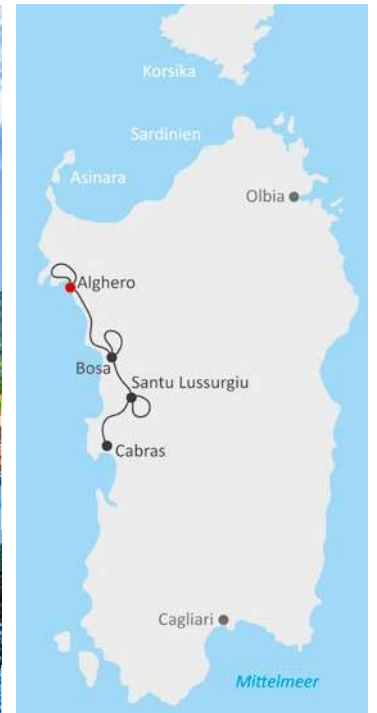 Korsika
Sardinien
Asinara
Olbia
Alghero
Bosa
Santu Lussurgiu
Cabras
Cagliari
Mittelmeer